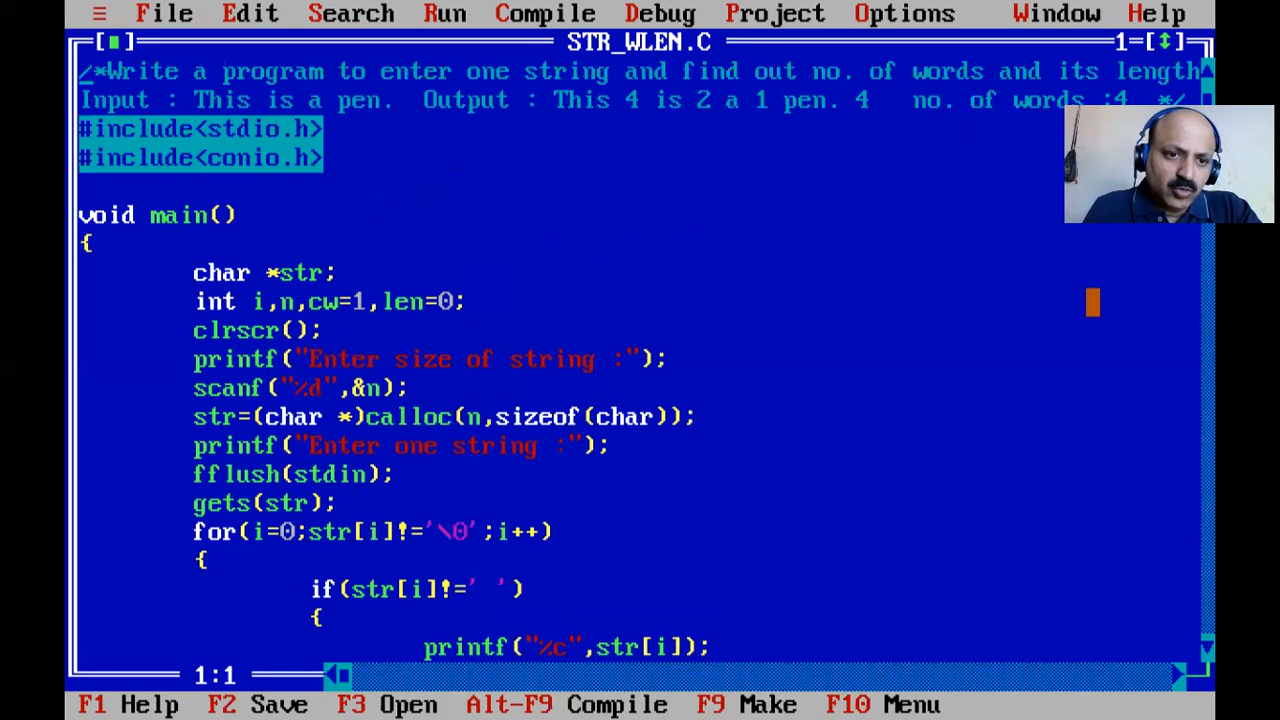 ≡ File Edit Search Run Compile Debug Project Options Window Help
[■] STR_WLEN.C 1=[↕]
/*Write a program to enter one string and find out no. of words and its length
Input : This is a pen.  Output : This 4 is 2 a 1 pen. 4   no. of words :4  */
#include<stdio.h>
#include<conio.h>
void main()
{
char *str;
int i,n,cw=1,len=0;
clrscr();
printf("Enter size of string :");
scanf("%d",&n);
str=(char *)calloc(n,sizeof(char));
printf("Enter one string :");
fflush(stdin);
gets(str);
for(i=0;str[i]!='\0';i++)
{
if(str[i]!=' ')
{
printf("%c",str[i]);
1:1
F1 Help F2 Save F3 Open Alt-F9 Compile F9 Make F10 Menu